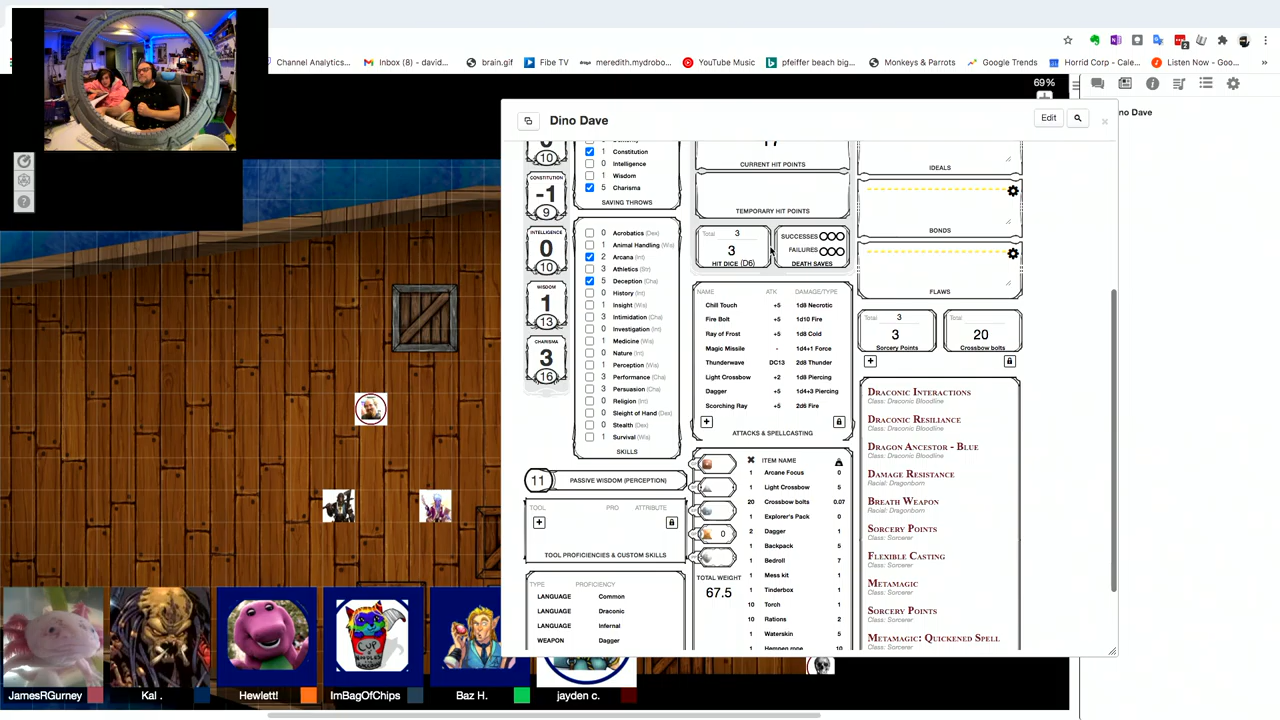 Channel Analytics...
Inbox (8) - david...
brain.gif
Fibe TV
meredith.mydrobo...
YouTube Music
pfeiffer beach big...
Monkeys & Parrots
Google Trends
Horrid Corp - Cale...
Listen Now - Goo...
69%
Dino Dave
Edit
no Dave
10
CONSTITUTION
-1
9
INTELLIGENCE
0
10
WISDOM
1
13
CHARISMA
3
16
1 Constitution
0 Intelligence
1 Wisdom
5 Charisma
SAVING THROWS
0 Acrobatics (Dex)
1 Animal Handling (Wis)
2 Arcana (Int)
3 Athletics (Str)
5 Deception (Cha)
0 History (Int)
1 Insight (Wis)
3 Intimidation (Cha)
0 Investigation (Int)
1 Medicine (Wis)
0 Nature (Int)
1 Perception (Wis)
3 Performance (Cha)
3 Persuasion (Cha)
0 Religion (Int)
0 Sleight of Hand (Dex)
0 Stealth (Dex)
1 Survival (Wis)
SKILLS
11 PASSIVE WISDOM (PERCEPTION)
TOOL PRO ATTRIBUTE
TOOL PROFICIENCIES & CUSTOM SKILLS
TYPE PROFICIENCY
LANGUAGE Common
LANGUAGE Draconic
LANGUAGE Infernal
WEAPON Dagger
17
CURRENT HIT POINTS
TEMPORARY HIT POINTS
Total 3
3
HIT DICE (D6)
SUCCESSES
FAILURES
DEATH SAVES
NAME ATK DAMAGE/TYPE
Chill Touch +5 1d8 Necrotic
Fire Bolt +5 1d10 Fire
Ray of Frost +5 1d8 Cold
Magic Missile - 1d4+1 Force
Thunderwave DC13 2d8 Thunder
Light Crossbow +2 1d8 Piercing
Dagger +5 1d4+3 Piercing
Scorching Ray +5 2d6 Fire
ATTACKS & SPELLCASTING
ITEM NAME
1 Arcane Focus 0
1 Light Crossbow 5
20 Crossbow bolts 0.07
1 Explorer's Pack 0
2 Dagger 1
1 Backpack 5
1 Bedroll 7
1 Mess kit 1
1 Tinderbox 1
10 Torch 1
10 Rations 2
1 Waterskin 5
1 Hempen rope 10
0
TOTAL WEIGHT
67.5
IDEALS
BONDS
FLAWS
Total 3
3
Sorcery Points
Total
20
Crossbow bolts
DRACONIC INTERACTIONS
Class: Draconic Bloodline
DRACONIC RESILIANCE
Class: Draconic Bloodline
DRAGON ANCESTOR - BLUE
Class: Draconic Bloodline
DAMAGE RESISTANCE
Racial: Dragonborn
BREATH WEAPON
Racial: Dragonborn
SORCERY POINTS
Class: Sorcerer
FLEXIBLE CASTING
Class: Sorcerer
METAMAGIC
Class: Sorcerer
SORCERY POINTS
Class: Sorcerer
METAMAGIC: QUICKENED SPELL
Class: Sorcerer
JamesRGurney
Kal .
Hewlett!
ImBagOfChips
Baz H.
jayden c.